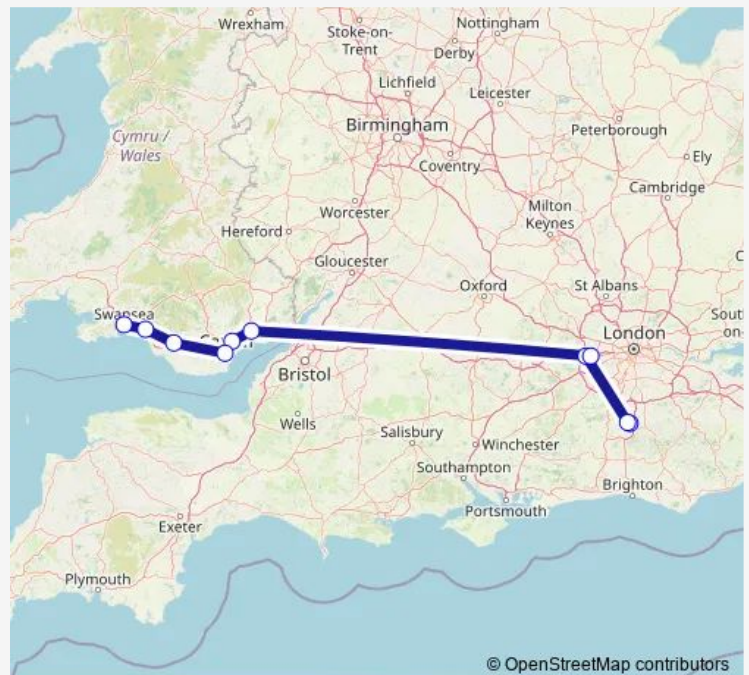 Wrexham
Stoke-on-
Trent
Nottingham
Derby
Lichfield
Leicester
Birmingham
Peterborough
Cymru /
Wales
Coventry
Ely
Cambridge
Worcester
Milton
Keynes
Hereford
Gloucester
Oxford
St Albans
Swansea
London
Bristol
Wells
Salisbury
Winchester
Southampton
Brighton
Portsmouth
Exeter
Plymouth
© OpenStreetMap contributors